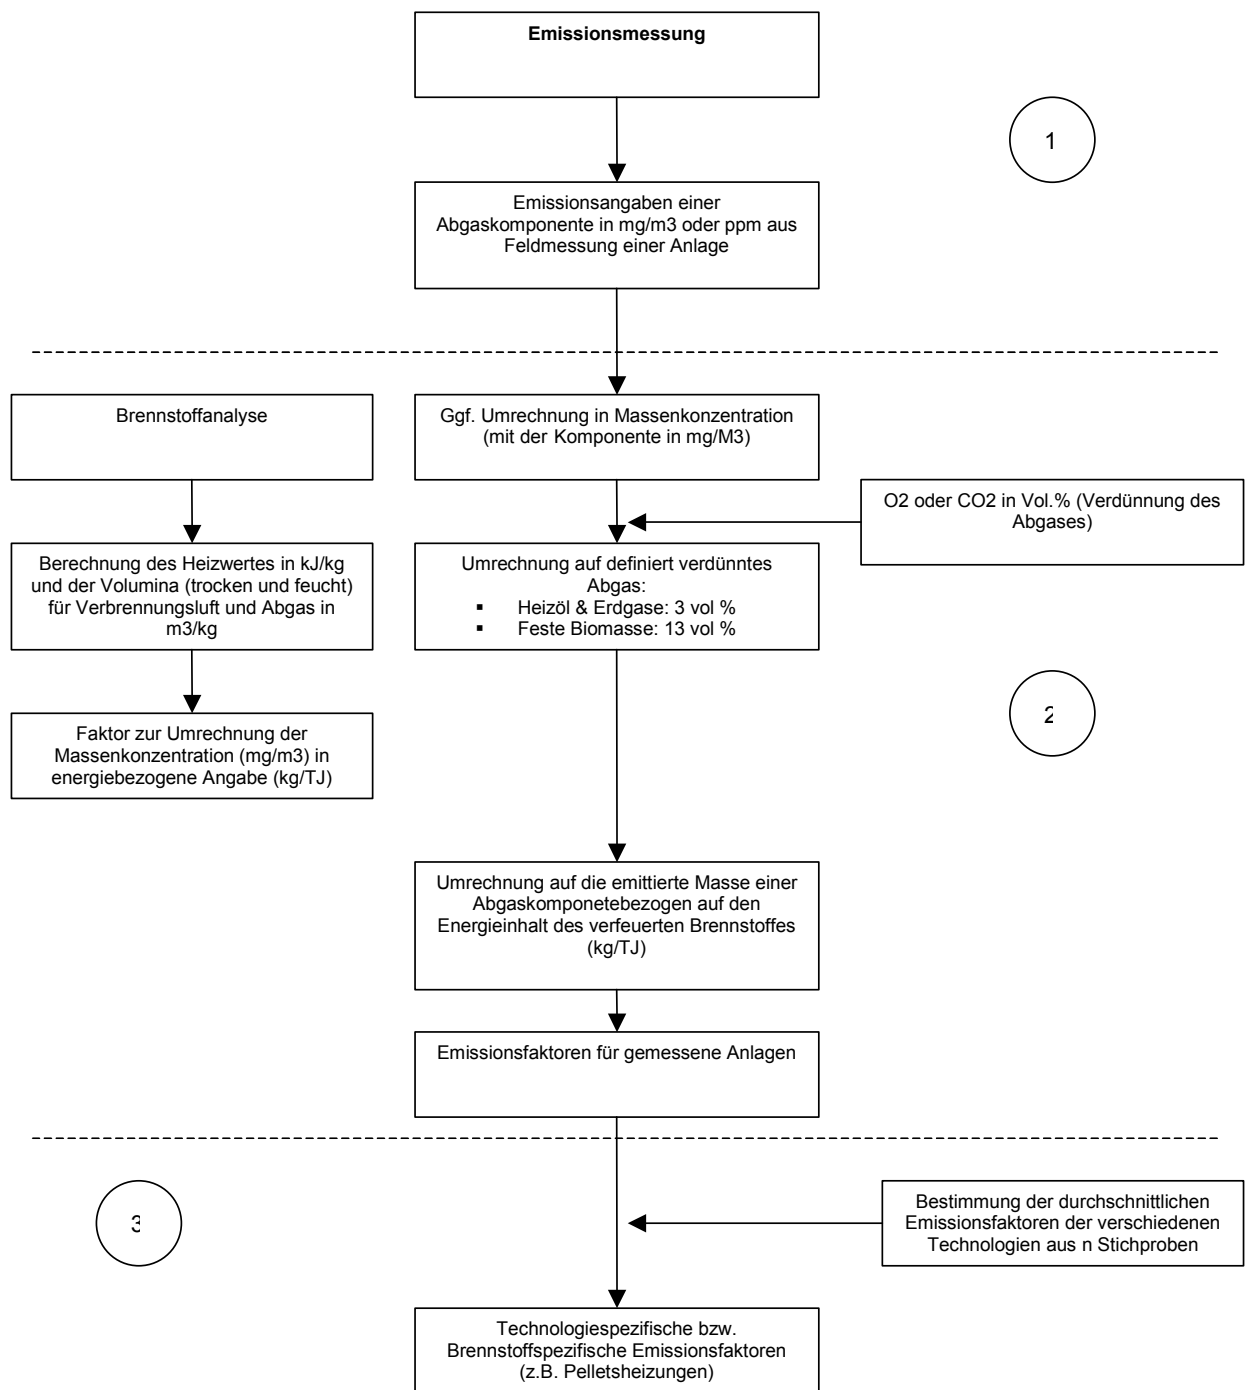 Emissionsmessung
1
Emissionsangaben einer
Abgaskomponente in mg/m3 oder ppm aus
Feldmessung einer Anlage
Brennstoffanalyse
Ggf. Umrechnung in Massenkonzentration
(mit der Komponente in mg/M3)
O2 oder CO2 in Vol.% (Verdünnung des
Abgases)
Berechnung des Heizwertes in kJ/kg
und der Volumina (trocken und feucht)
für Verbrennungsluft und Abgas in
m3/kg
Umrechnung auf definiert verdünntes
Abgas:
▪ Heizöl & Erdgase: 3 vol %
▪ Feste Biomasse: 13 vol %
2
Faktor zur Umrechnung der
Massenkonzentration (mg/m3) in
energiebezogene Angabe (kg/TJ)
Umrechnung auf die emittierte Masse einer
Abgaskomponetebezogen auf den
Energieinhalt des verfeuerten Brennstoffes
(kg/TJ)
Emissionsfaktoren für gemessene Anlagen
3
Bestimmung der durchschnittlichen
Emissionsfaktoren der verschiedenen
Technologien aus n Stichproben
Technologiespezifische bzw.
Brennstoffspezifische Emissionsfaktoren
(z.B. Pelletsheizungen)